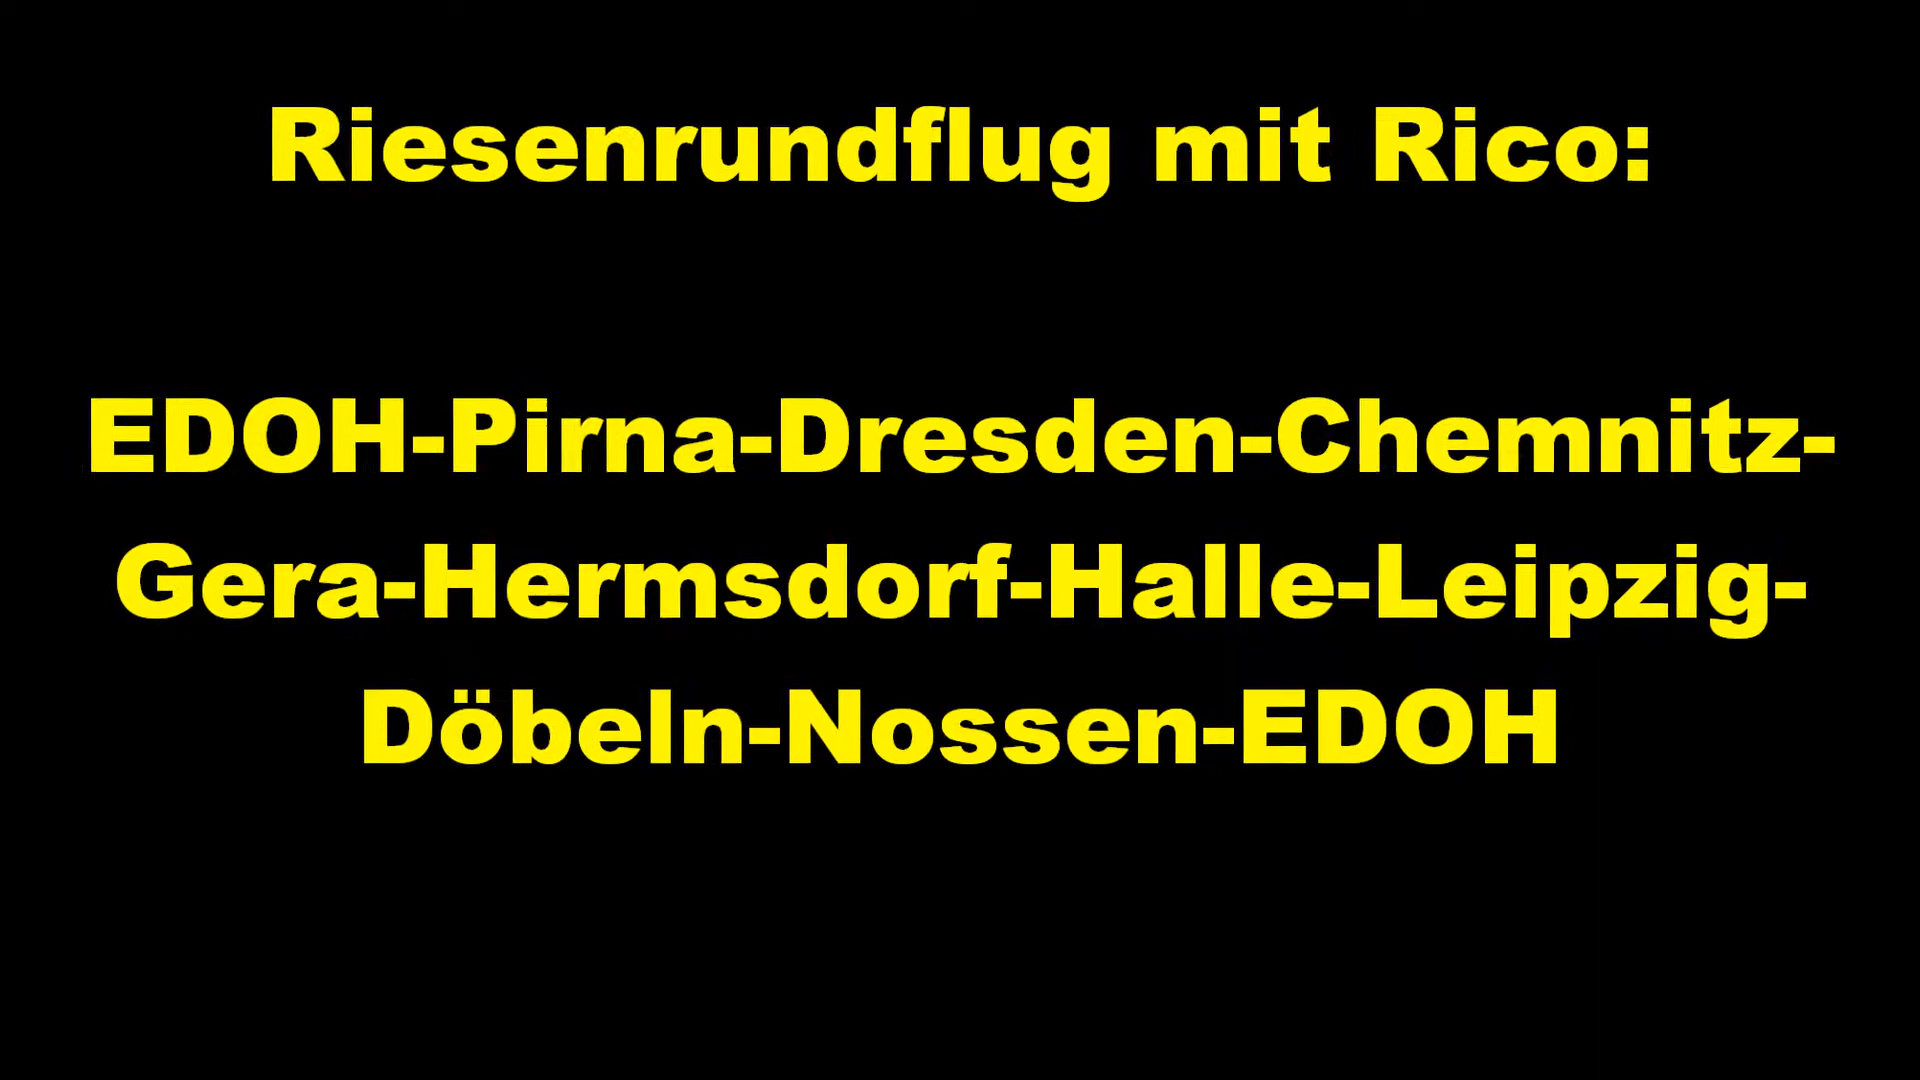 Riesenrundflug mit Rico:
EDOH-Pirna-Dresden-Chemnitz-
Gera-Hermsdorf-Halle-Leipzig-
Döbeln-Nossen-EDOH